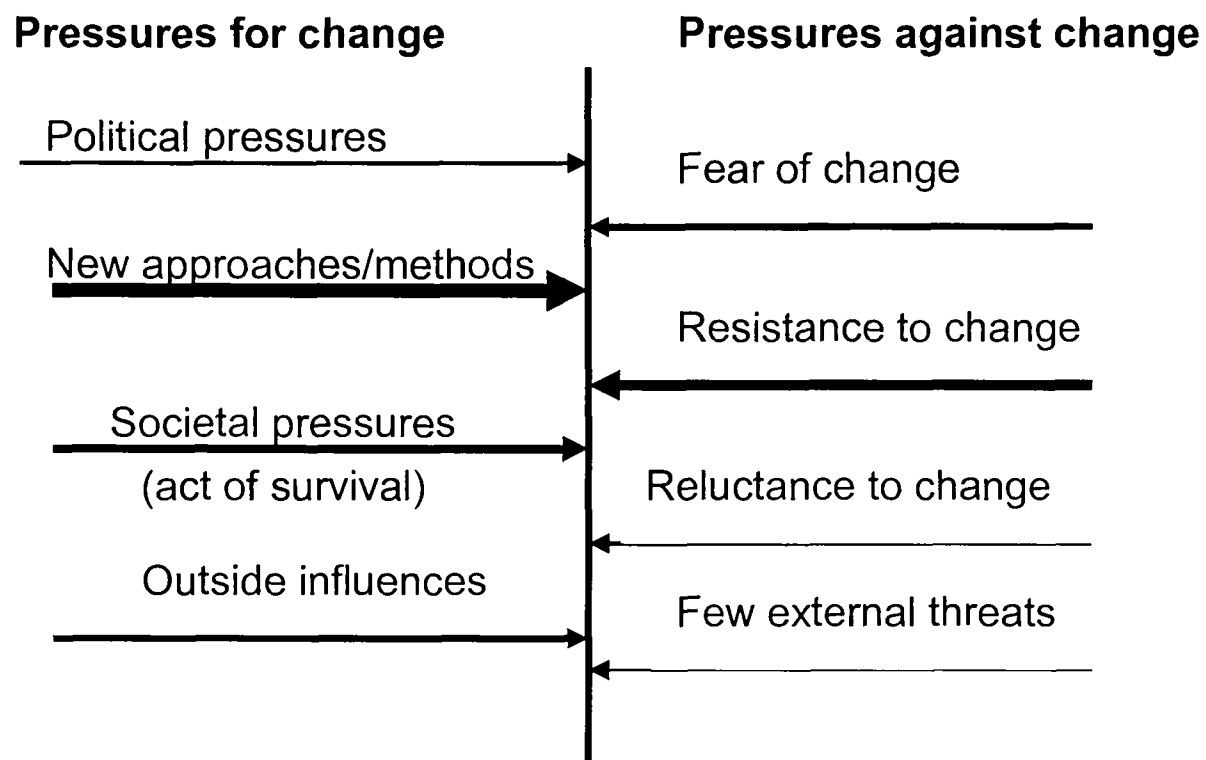 Pressures for change
Pressures against change
Political pressures
Fear of change
New approaches/methods
Resistance to change
Societal pressures
(act of survival)
Reluctance to change
Outside influences
Few external threats